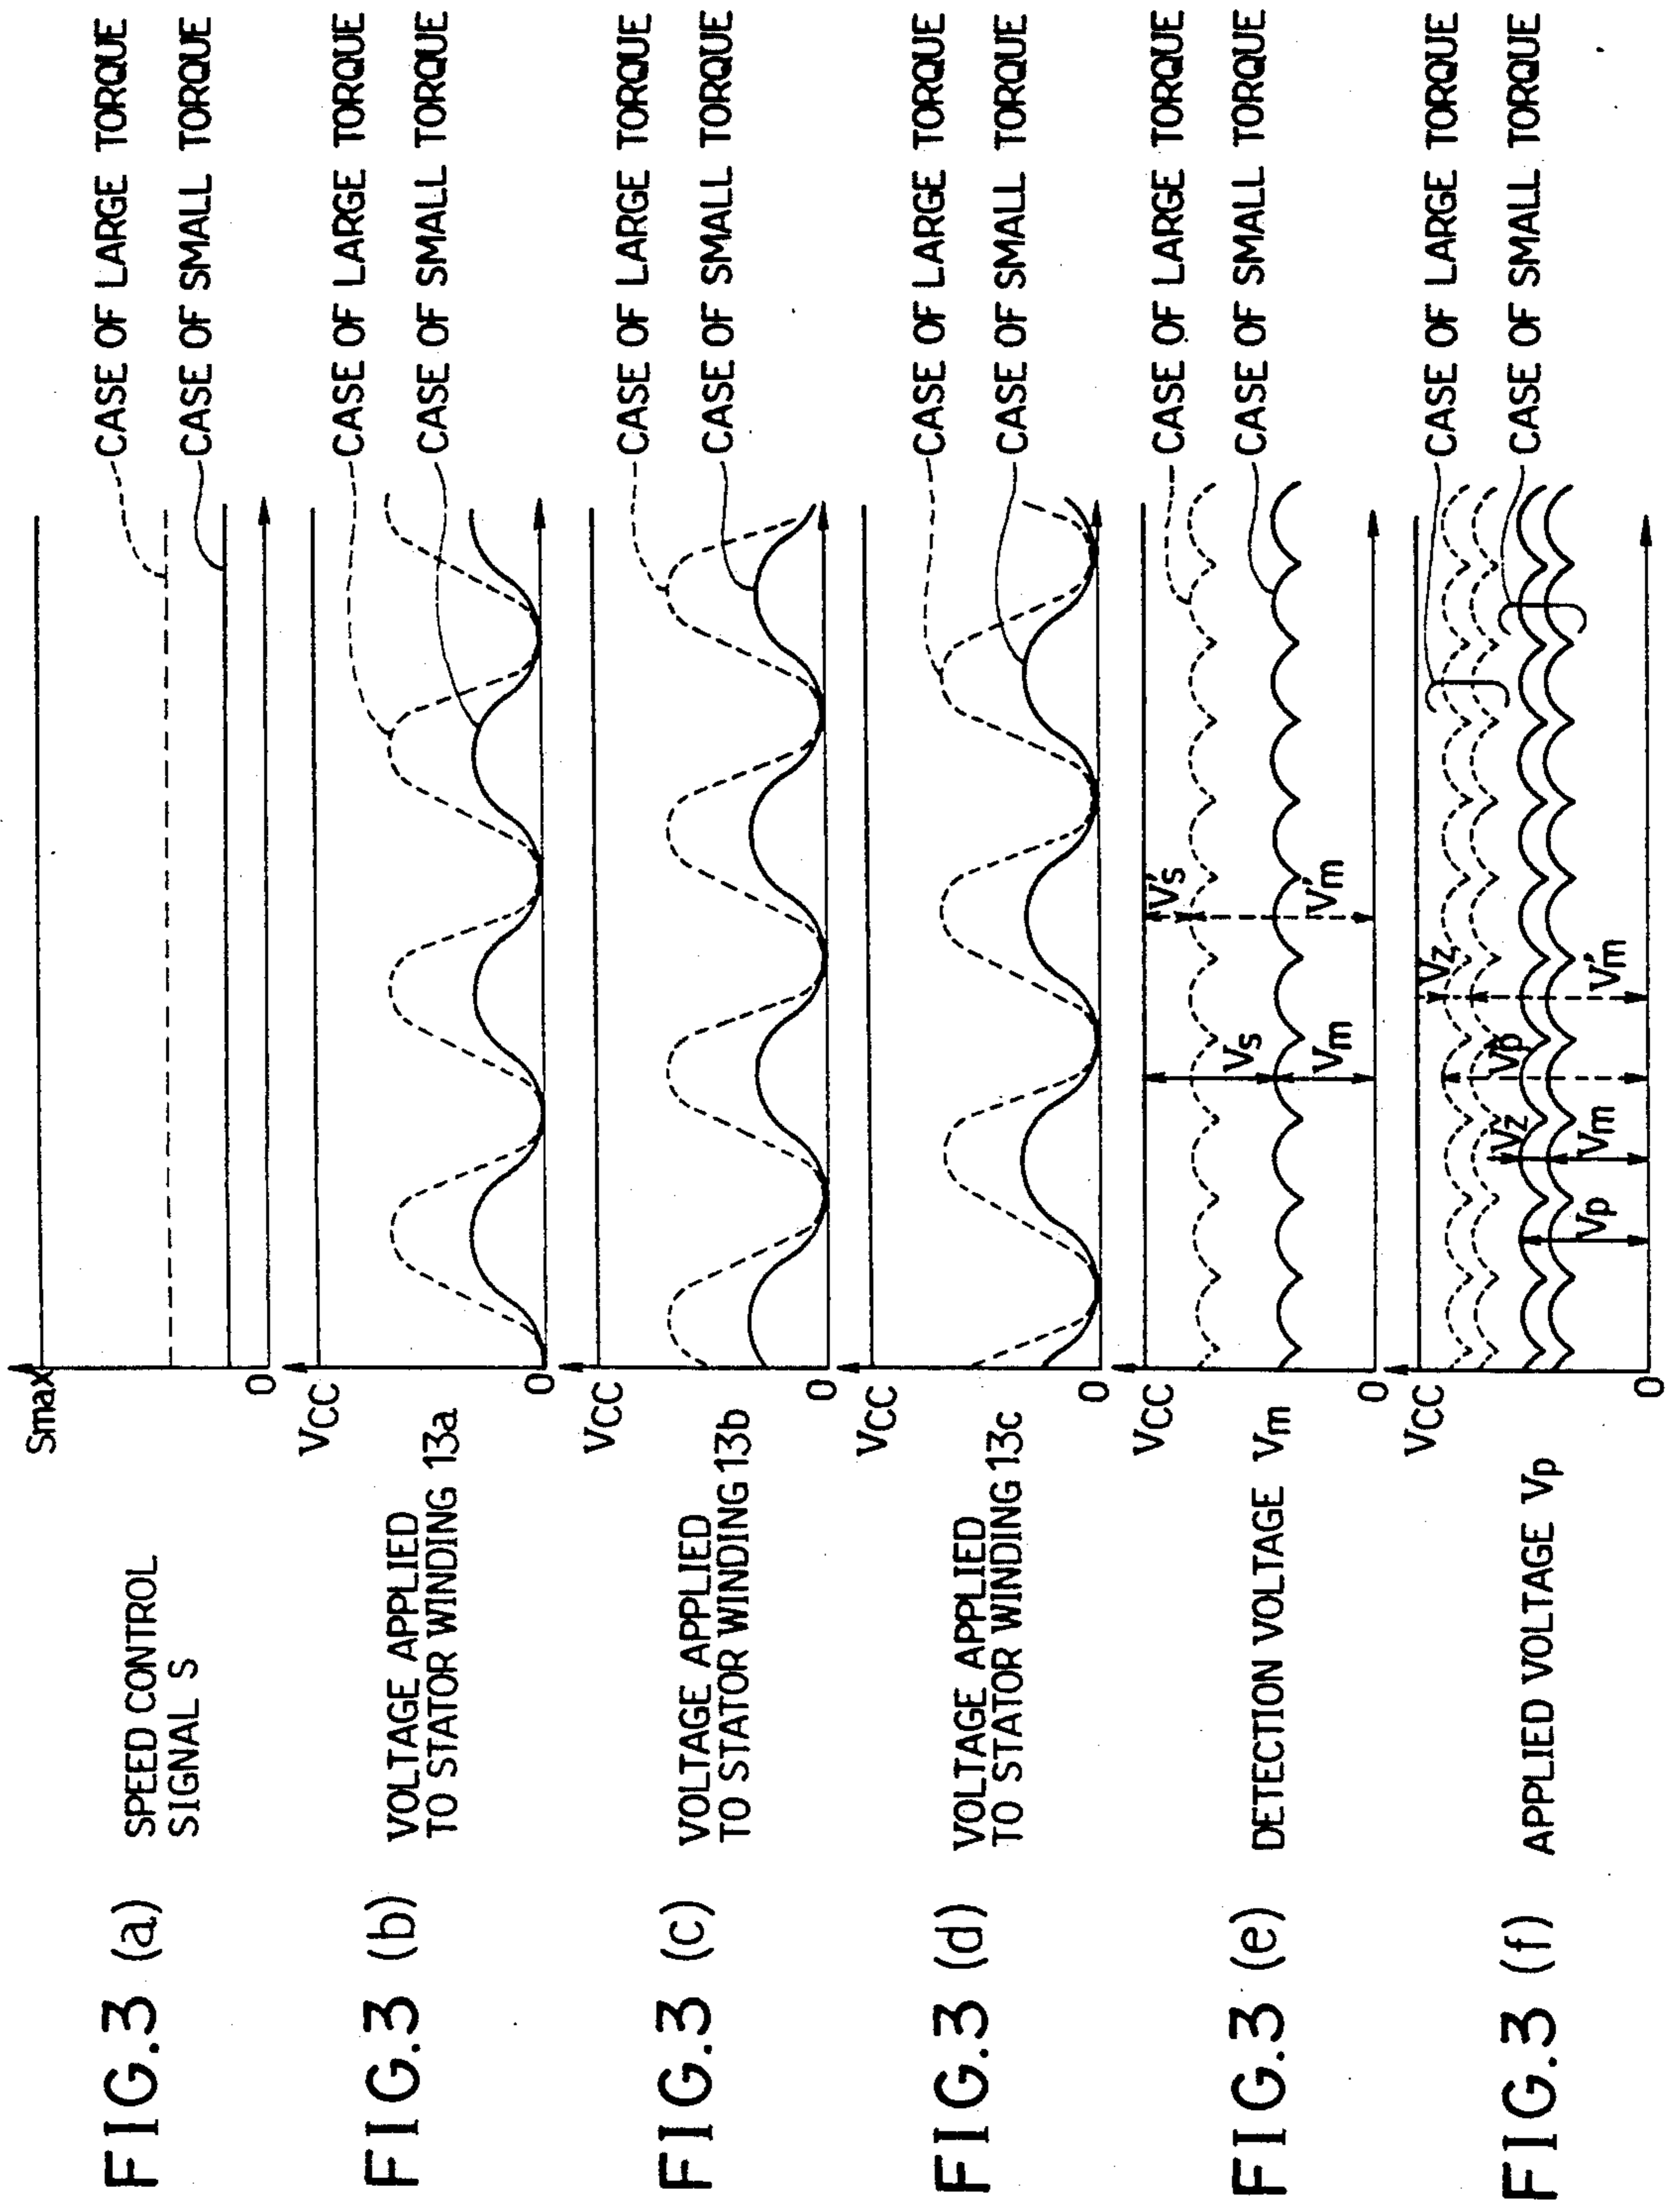 FIG.3 (a)
SPEED CONTROL
SIGNAL S
Smax
0
CASE OF LARGE TORQUE
CASE OF SMALL TORQUE
FIG.3 (b)
VOLTAGE APPLIED
TO STATOR WINDING 13a
VCC
0
CASE OF LARGE TORQUE
CASE OF SMALL TORQUE
FIG.3 (c)
VOLTAGE APPLIED
TO STATOR WINDING 13b
VCC
0
CASE OF LARGE TORQUE
CASE OF SMALL TORQUE
FIG.3 (d)
VOLTAGE APPLIED
TO STATOR WINDING 13c
VCC
0
CASE OF LARGE TORQUE
CASE OF SMALL TORQUE
FIG.3 (e)
DETECTION VOLTAGE Vm
VCC
0
Vs
Vm
V's
V'm
CASE OF LARGE TORQUE
CASE OF SMALL TORQUE
FIG.3 (f)
APPLIED VOLTAGE Vp
VCC
0
Vp
Vz
Vm
V'p
Vz
V'm
CASE OF LARGE TORQUE
CASE OF SMALL TORQUE